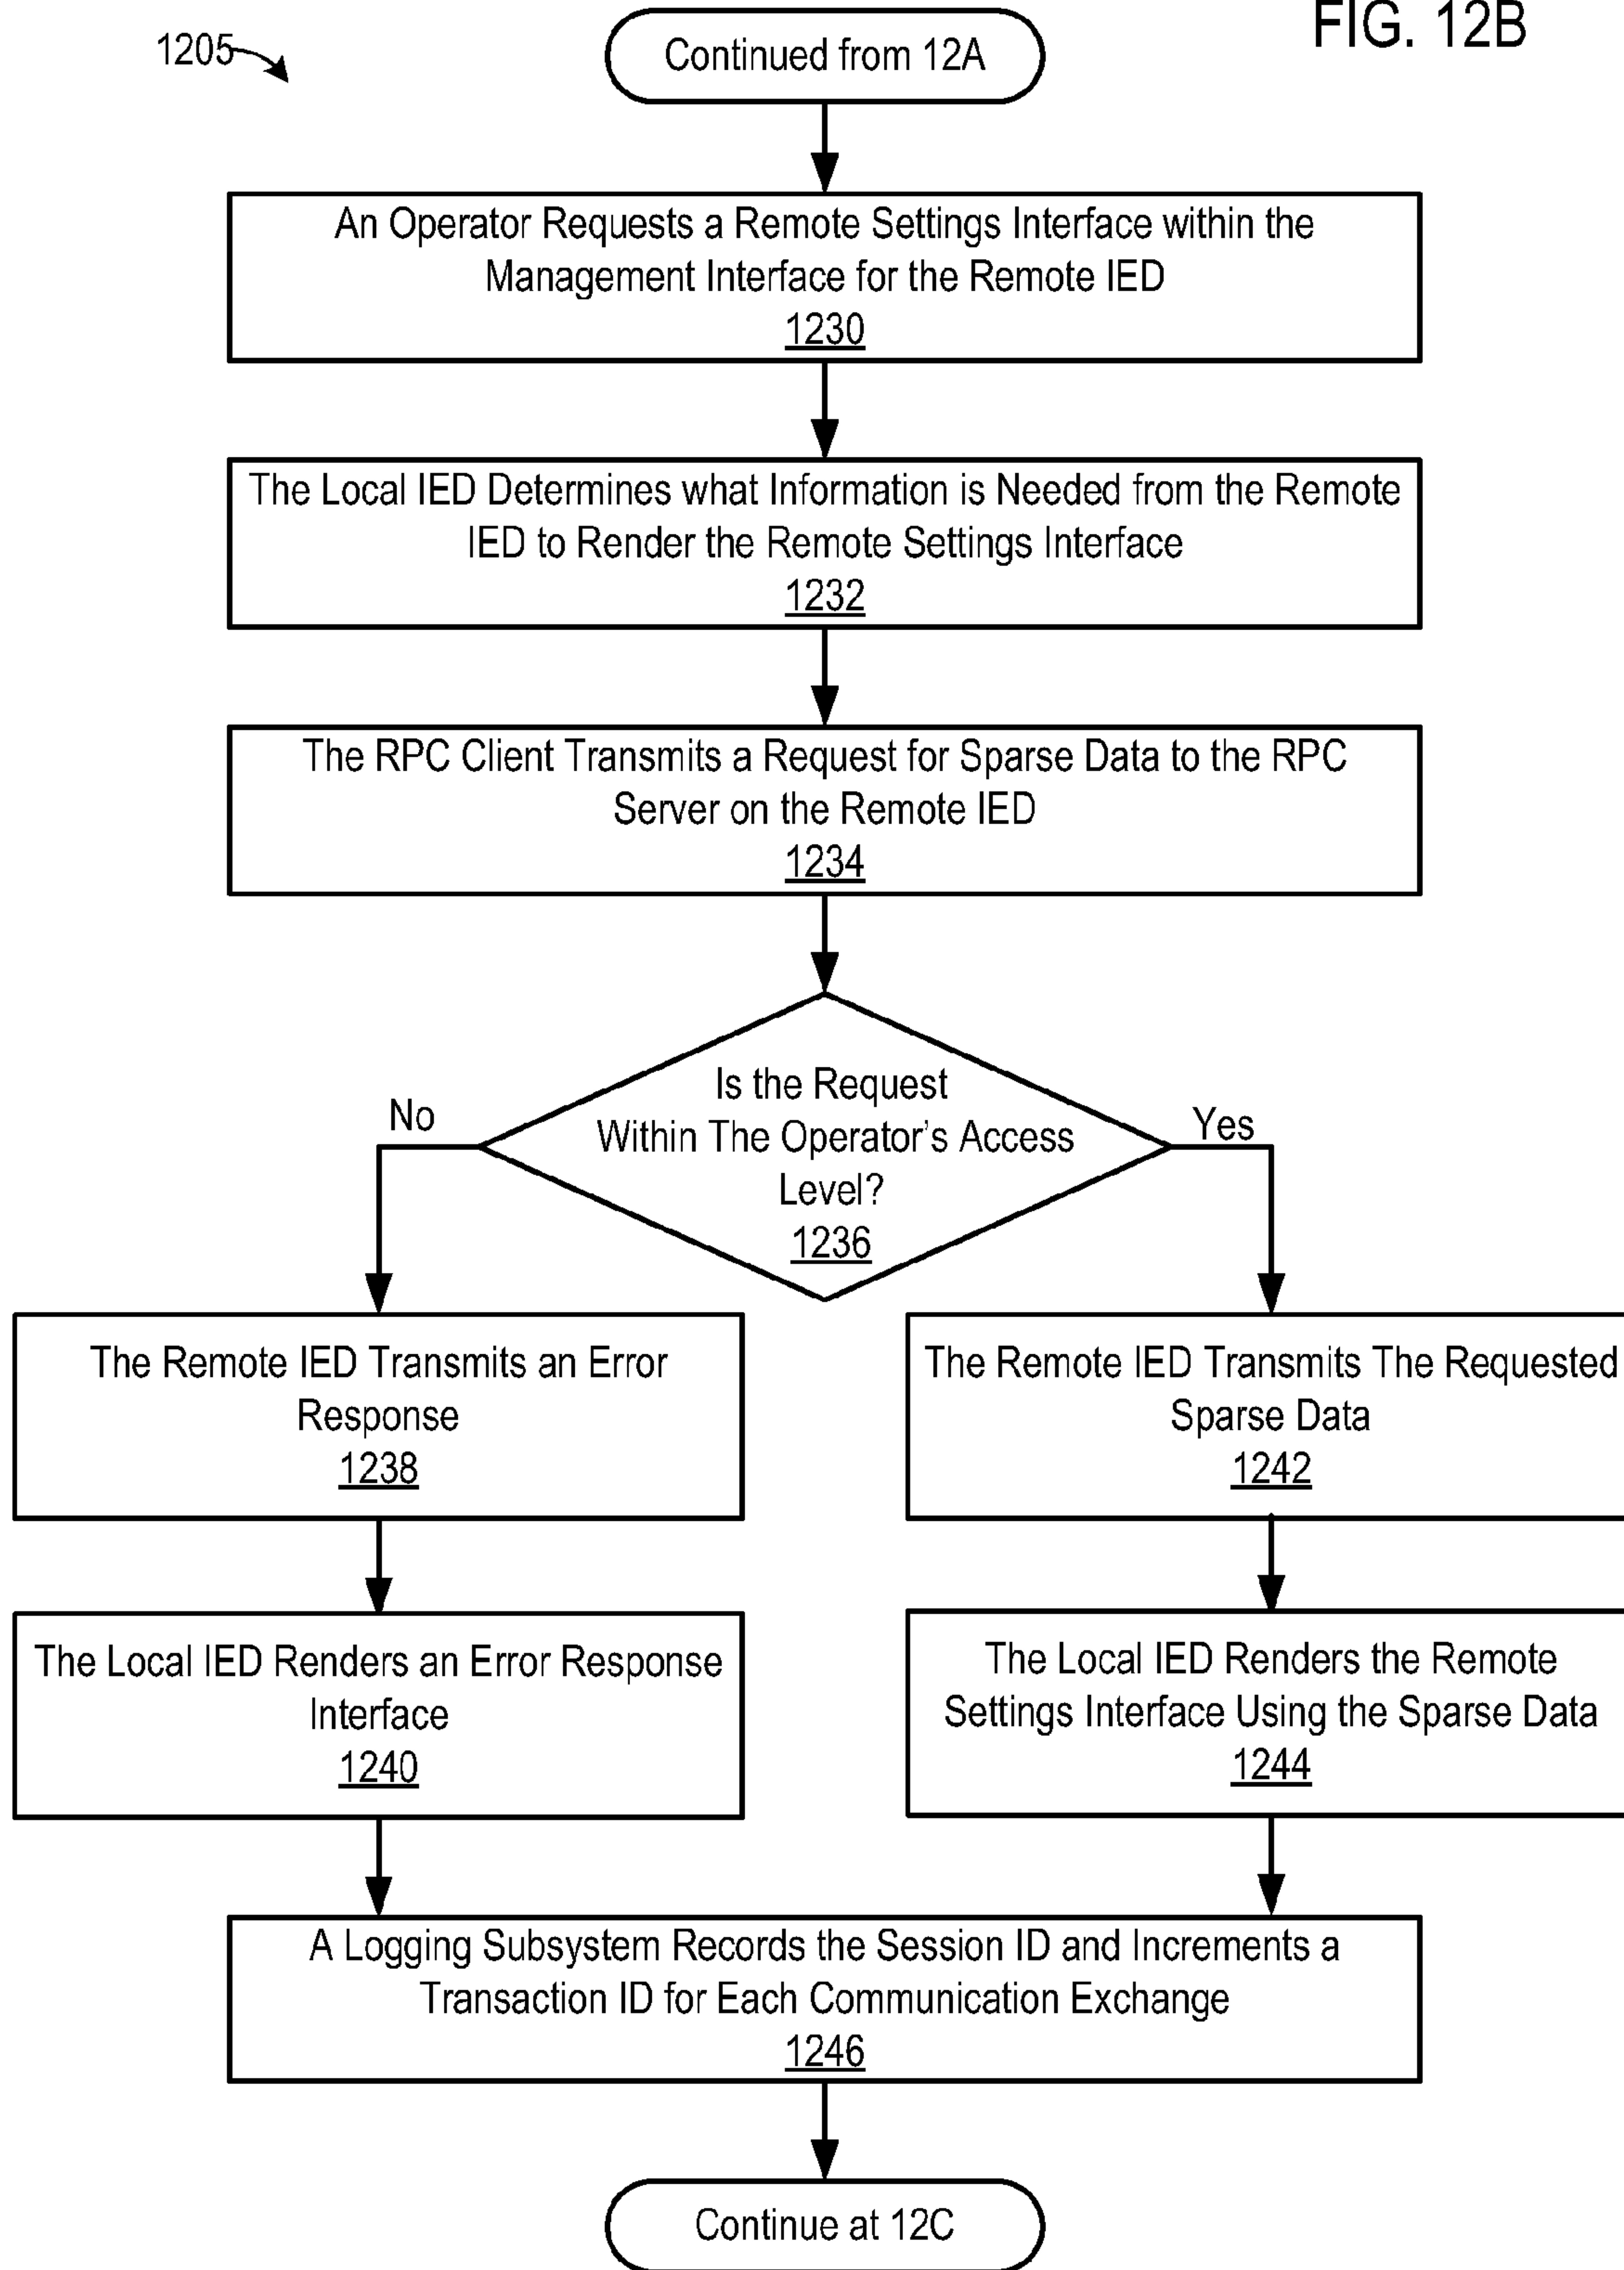 FIG. 12B
1205
Continued from 12A
An Operator Requests a Remote Settings Interface within the
Management Interface for the Remote IED
1230
The Local IED Determines what Information is Needed from the Remote
IED to Render the Remote Settings Interface
1232
The RPC Client Transmits a Request for Sparse Data to the RPC
Server on the Remote IED
1234
Is the Request
Within The Operator's Access
Level?
1236
No
Yes
The Remote IED Transmits an Error
Response
1238
The Remote IED Transmits The Requested
Sparse Data
1242
The Local IED Renders an Error Response
Interface
1240
The Local IED Renders the Remote
Settings Interface Using the Sparse Data
1244
A Logging Subsystem Records the Session ID and Increments a
Transaction ID for Each Communication Exchange
1246
Continue at 12C